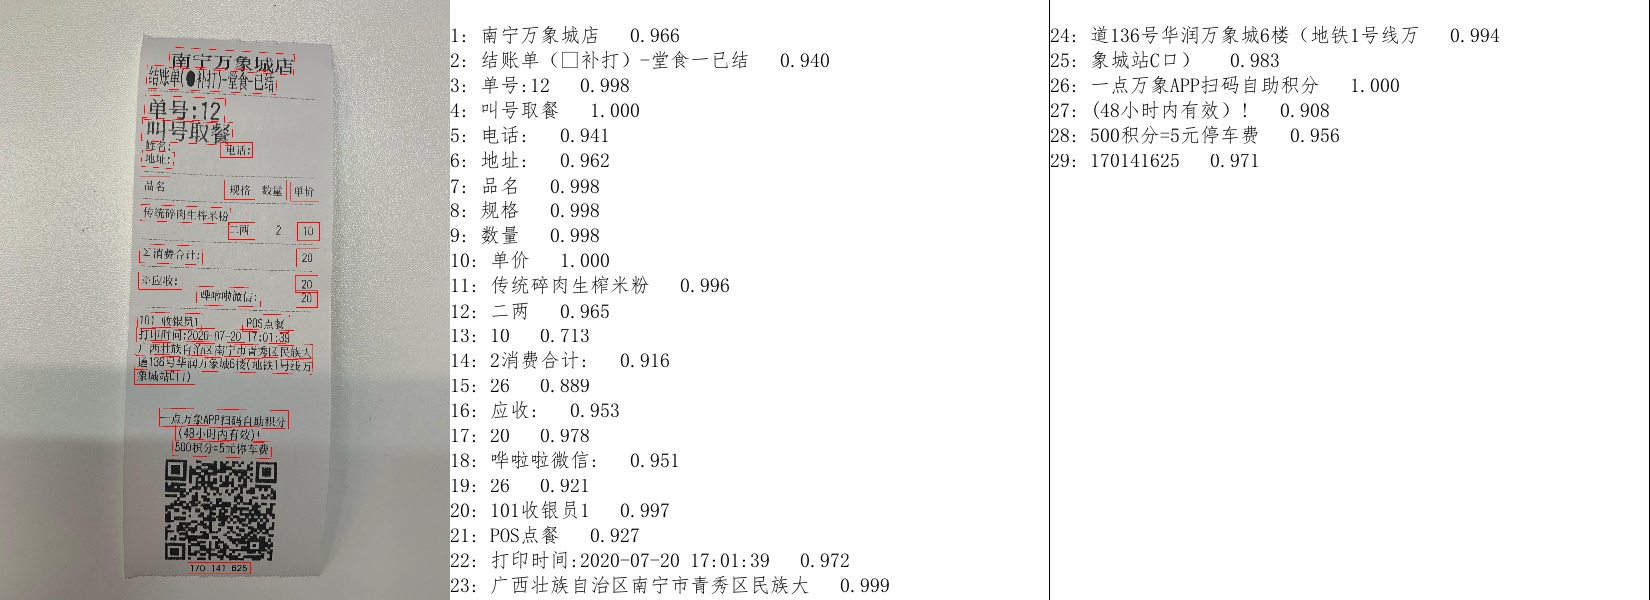 南宁万象城店
结账单(●补打)-堂食-已结
单号:12
叫号取餐
姓名:
电话:
地址:
品名 规格 数量 单价
传统碎肉生榨米粉
二两 2 10
Σ消费合计: 20
※应收: 20
哗啦啦微信: 20
101 收银员1 POS点餐
打印时间:2020-07-20 17:01:39
广西壮族自治区南宁市青秀区民族大
道136号华润万象城6楼(地铁1号线万
象城站C口)
一点万象APP扫码自助积分
(48小时内有效)!
500积分=5元停车费
170 141 625
1: 南宁万象城店 0.966
2: 结账单（□补打）-堂食一已结 0.940
3: 单号:12 0.998
4: 叫号取餐 1.000
5: 电话: 0.941
6: 地址: 0.962
7: 品名 0.998
8: 规格 0.998
9: 数量 0.998
10: 单价 1.000
11: 传统碎肉生榨米粉 0.996
12: 二两 0.965
13: 10 0.713
14: 2消费合计: 0.916
15: 26 0.889
16: 应收: 0.953
17: 20 0.978
18: 哗啦啦微信: 0.951
19: 26 0.921
20: 101收银员1 0.997
21: POS点餐 0.927
22: 打印时间:2020-07-20 17:01:39 0.972
23: 广西壮族自治区南宁市青秀区民族大 0.999
24: 道136号华润万象城6楼（地铁1号线万 0.994
25: 象城站C口） 0.983
26: 一点万象APP扫码自助积分 1.000
27: (48小时内有效）! 0.908
28: 500积分=5元停车费 0.956
29: 170141625 0.971